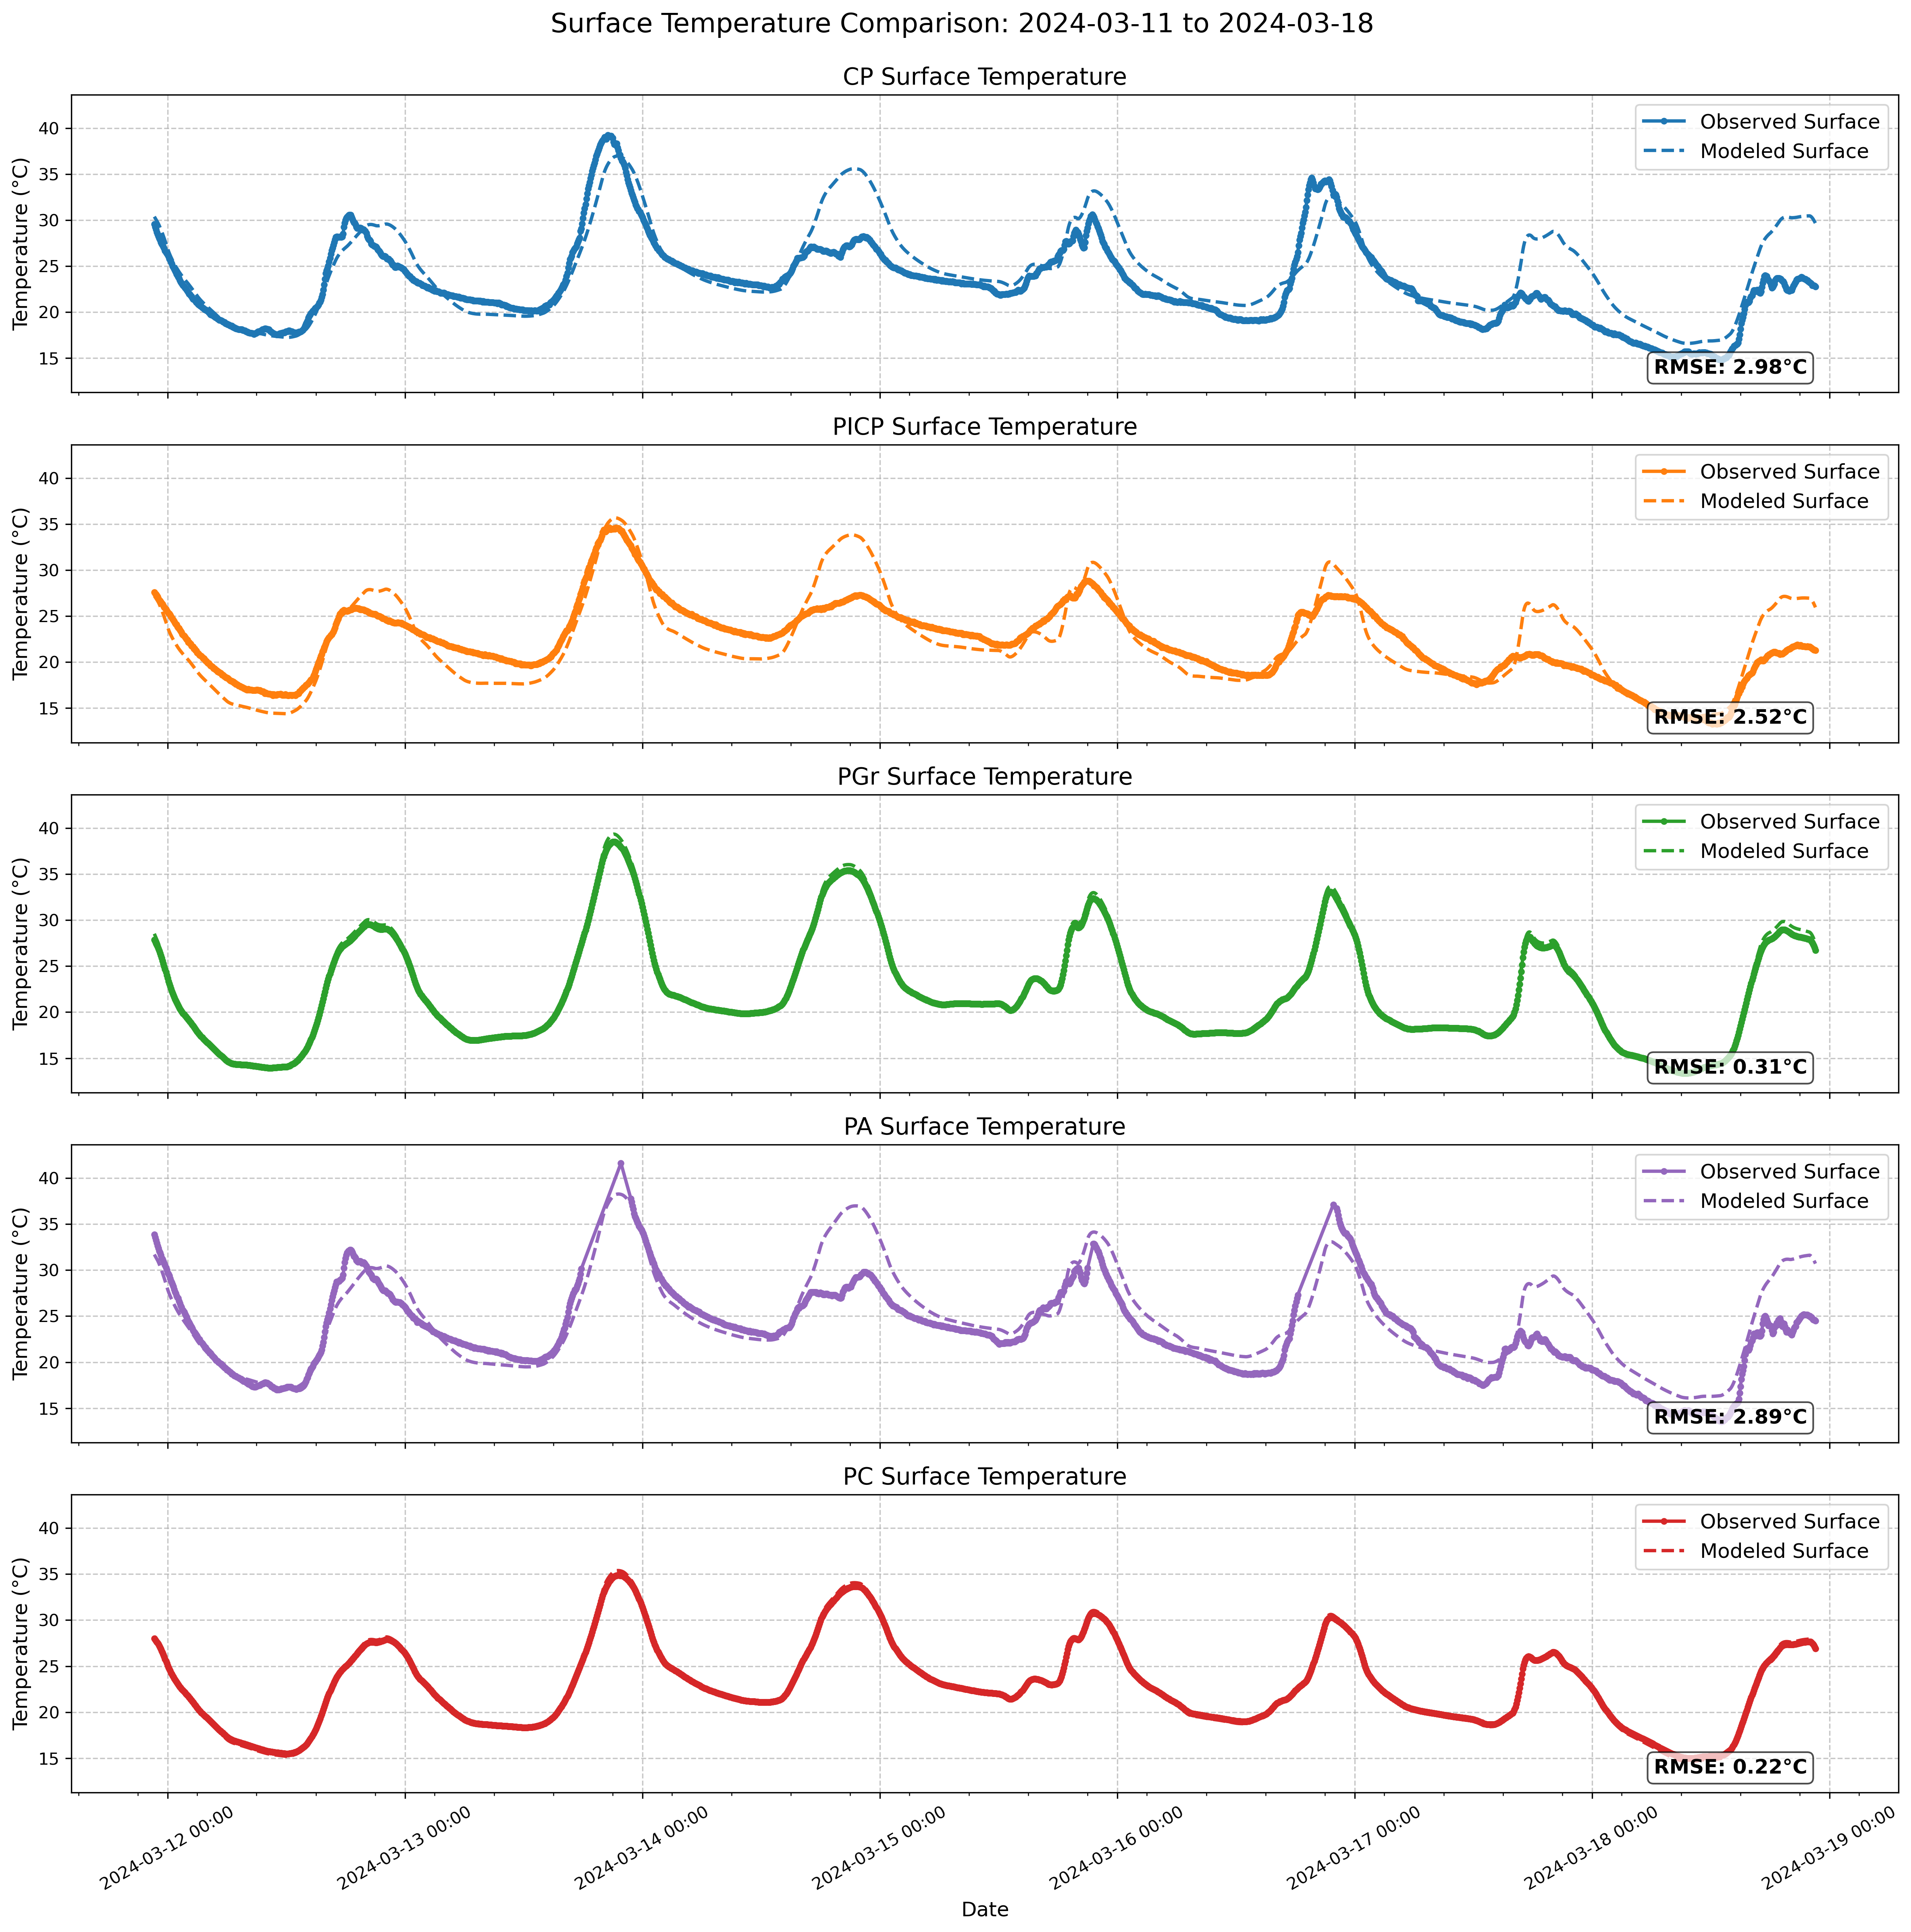 Surface Temperature Comparison: 2024-03-11 to 2024-03-18
CP Surface Temperature
Temperature (°C)
40
35
30
25
20
15
Observed Surface
Modeled Surface
RMSE: 2.98°C
PICP Surface Temperature
Temperature (°C)
40
35
30
25
20
15
Observed Surface
Modeled Surface
RMSE: 2.52°C
PGr Surface Temperature
Temperature (°C)
40
35
30
25
20
15
Observed Surface
Modeled Surface
RMSE: 0.31°C
PA Surface Temperature
Temperature (°C)
40
35
30
25
20
15
Observed Surface
Modeled Surface
RMSE: 2.89°C
PC Surface Temperature
Temperature (°C)
40
35
30
25
20
15
Observed Surface
Modeled Surface
RMSE: 0.22°C
2024-03-12 00:00
2024-03-13 00:00
2024-03-14 00:00
2024-03-15 00:00
2024-03-16 00:00
2024-03-17 00:00
2024-03-18 00:00
2024-03-19 00:00
Date